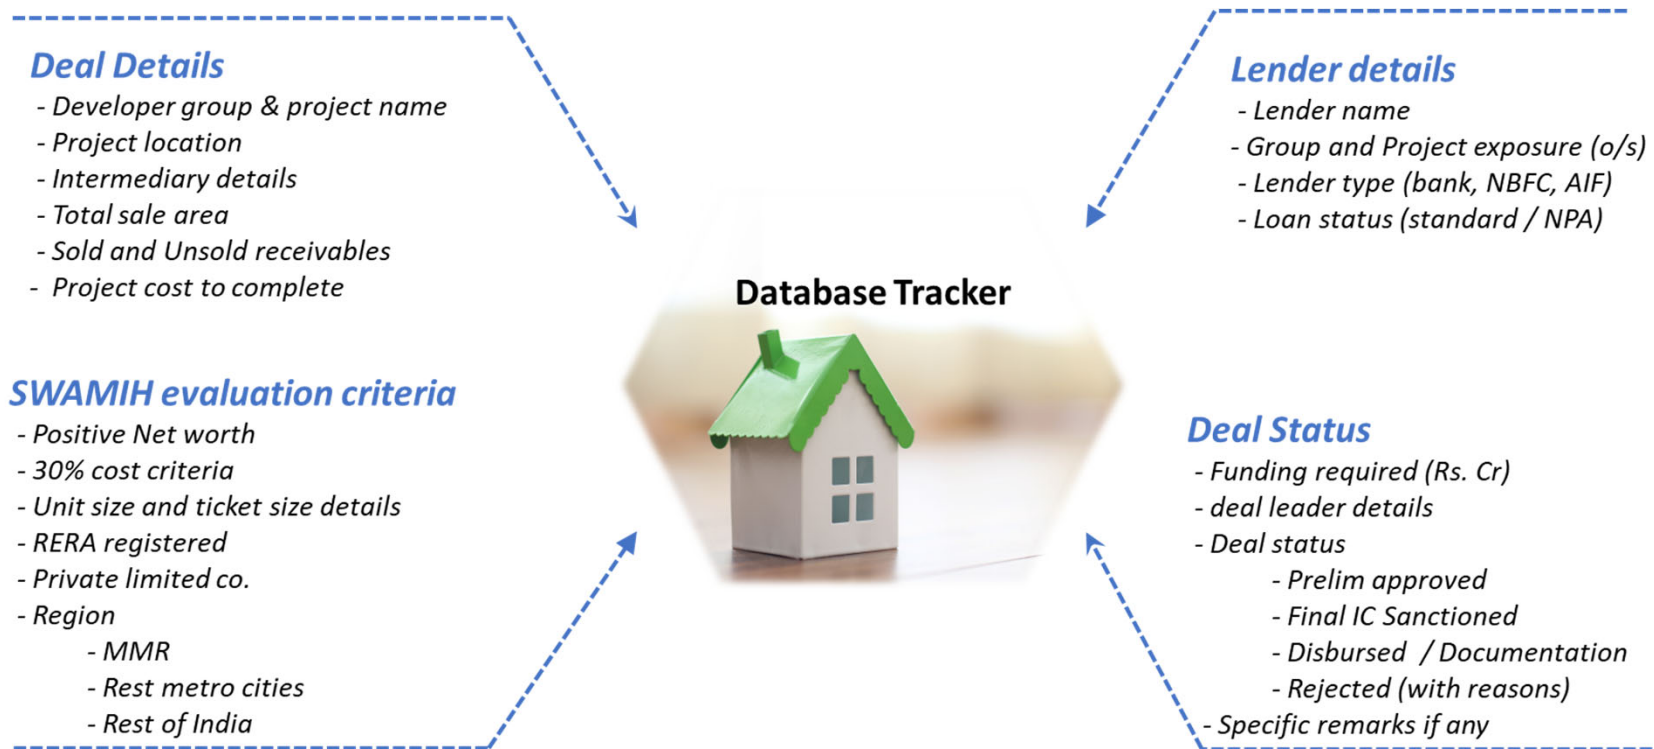 Deal Details
- Developer group & project name
- Project location
- Intermediary details
- Total sale area
- Sold and Unsold receivables
- Project cost to complete
SWAMIH evaluation criteria
- Positive Net worth
- 30% cost criteria
- Unit size and ticket size details
- RERA registered
- Private limited co.
- Region
- MMR
- Rest metro cities
- Rest of India
Database Tracker
Lender details
- Lender name
- Group and Project exposure (o/s)
- Lender type (bank, NBFC, AIF)
- Loan status (standard / NPA)
Deal Status
- Funding required (Rs. Cr)
- deal leader details
- Deal status
- Prelim approved
- Final IC Sanctioned
- Disbursed / Documentation
- Rejected (with reasons)
- Specific remarks if any